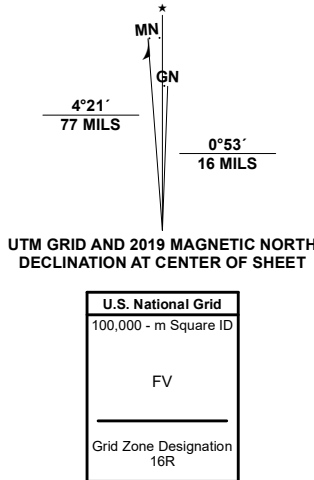 MN
GN
4°21´
77 MILS
0°53´
16 MILS
UTM GRID AND 2019 MAGNETIC NORTH
DECLINATION AT CENTER OF SHEET
U.S. National Grid
100,000 - m Square ID
FV
Grid Zone Designation
16R